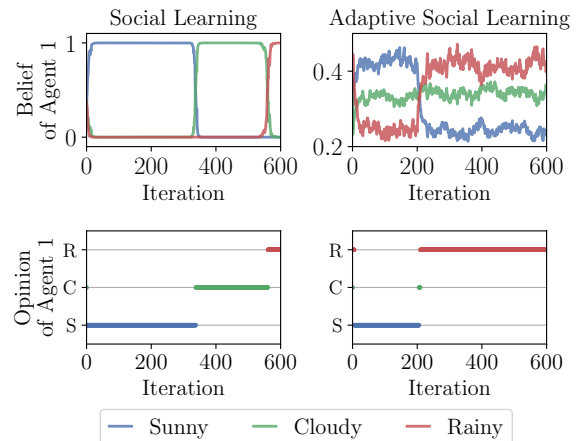 Social Learning
Adaptive Social Learning
Belief
of Agent 1
1
0
0 200 400 600
Iteration
0.4
0.2
0 200 400 600
Iteration
Opinion
of Agent 1
R
C
S
0 200 400 600
Iteration
R
C
S
0 200 400 600
Iteration
Sunny Cloudy Rainy